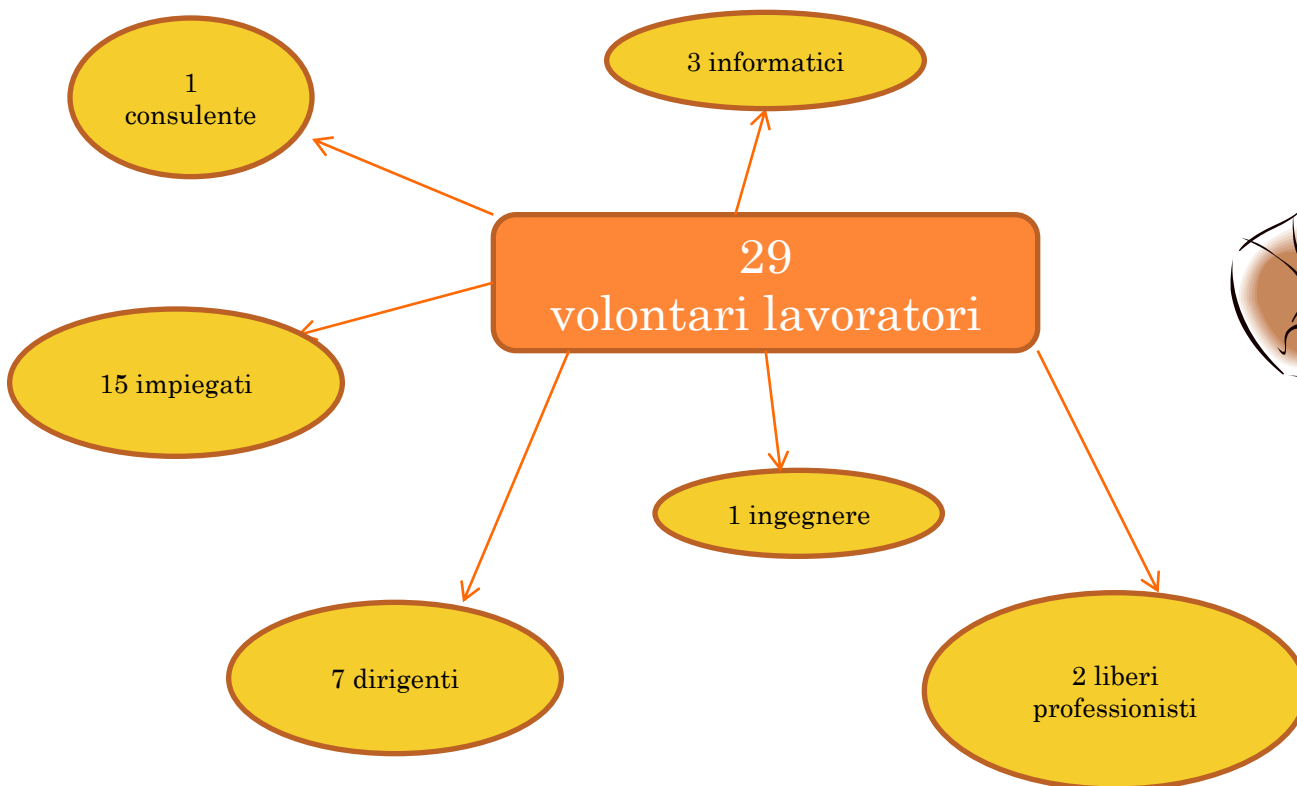 1
consulente
3 informatici
29
volontari lavoratori
15 impiegati
1 ingegnere
7 dirigenti
2 liberi
professionisti